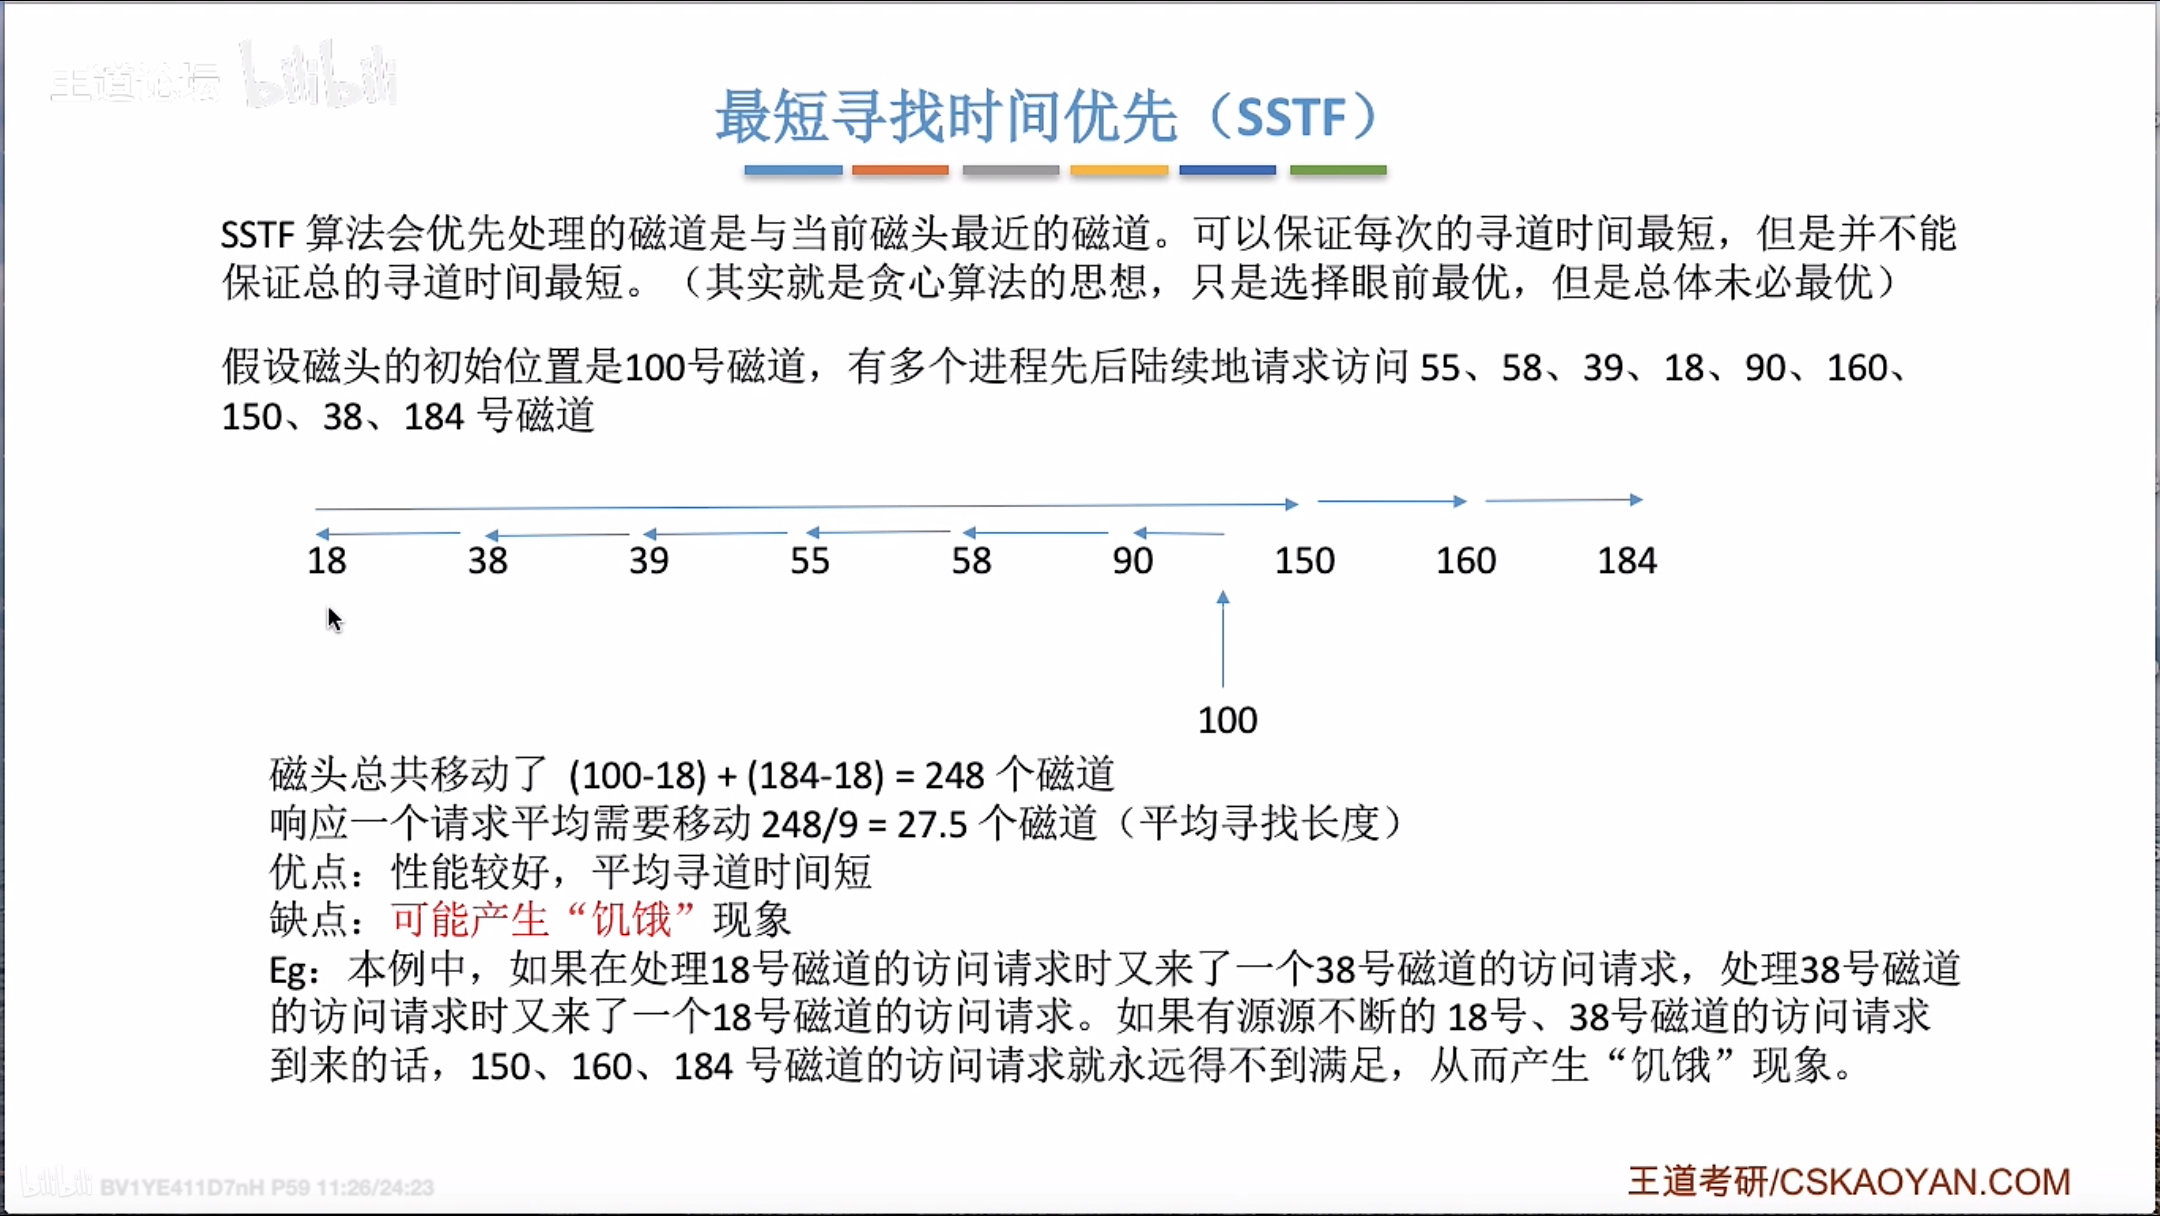 王道论坛 bilibili
最短寻找时间优先（SSTF）
SSTF 算法会优先处理的磁道是与当前磁头最近的磁道。可以保证每次的寻道时间最短，但是并不能
保证总的寻道时间最短。（其实就是贪心算法的思想，只是选择眼前最优，但是总体未必最优）
假设磁头的初始位置是100号磁道，有多个进程先后陆续地请求访问 55、58、39、18、90、160、
150、38、184 号磁道
18 38 39 55 58 90 150 160 184
100
磁头总共移动了 (100-18) + (184-18) = 248 个磁道
响应一个请求平均需要移动 248/9 = 27.5 个磁道（平均寻找长度）
优点：性能较好，平均寻道时间短
缺点：可能产生“饥饿”现象
Eg：本例中，如果在处理18号磁道的访问请求时又来了一个38号磁道的访问请求，处理38号磁道
的访问请求时又来了一个18号磁道的访问请求。如果有源源不断的 18号、38号磁道的访问请求
到来的话，150、160、184 号磁道的访问请求就永远得不到满足，从而产生“饥饿”现象。
bilibili BV1YE411D7nH P59 11:26/24:23
王道考研/CSKAOYAN.COM